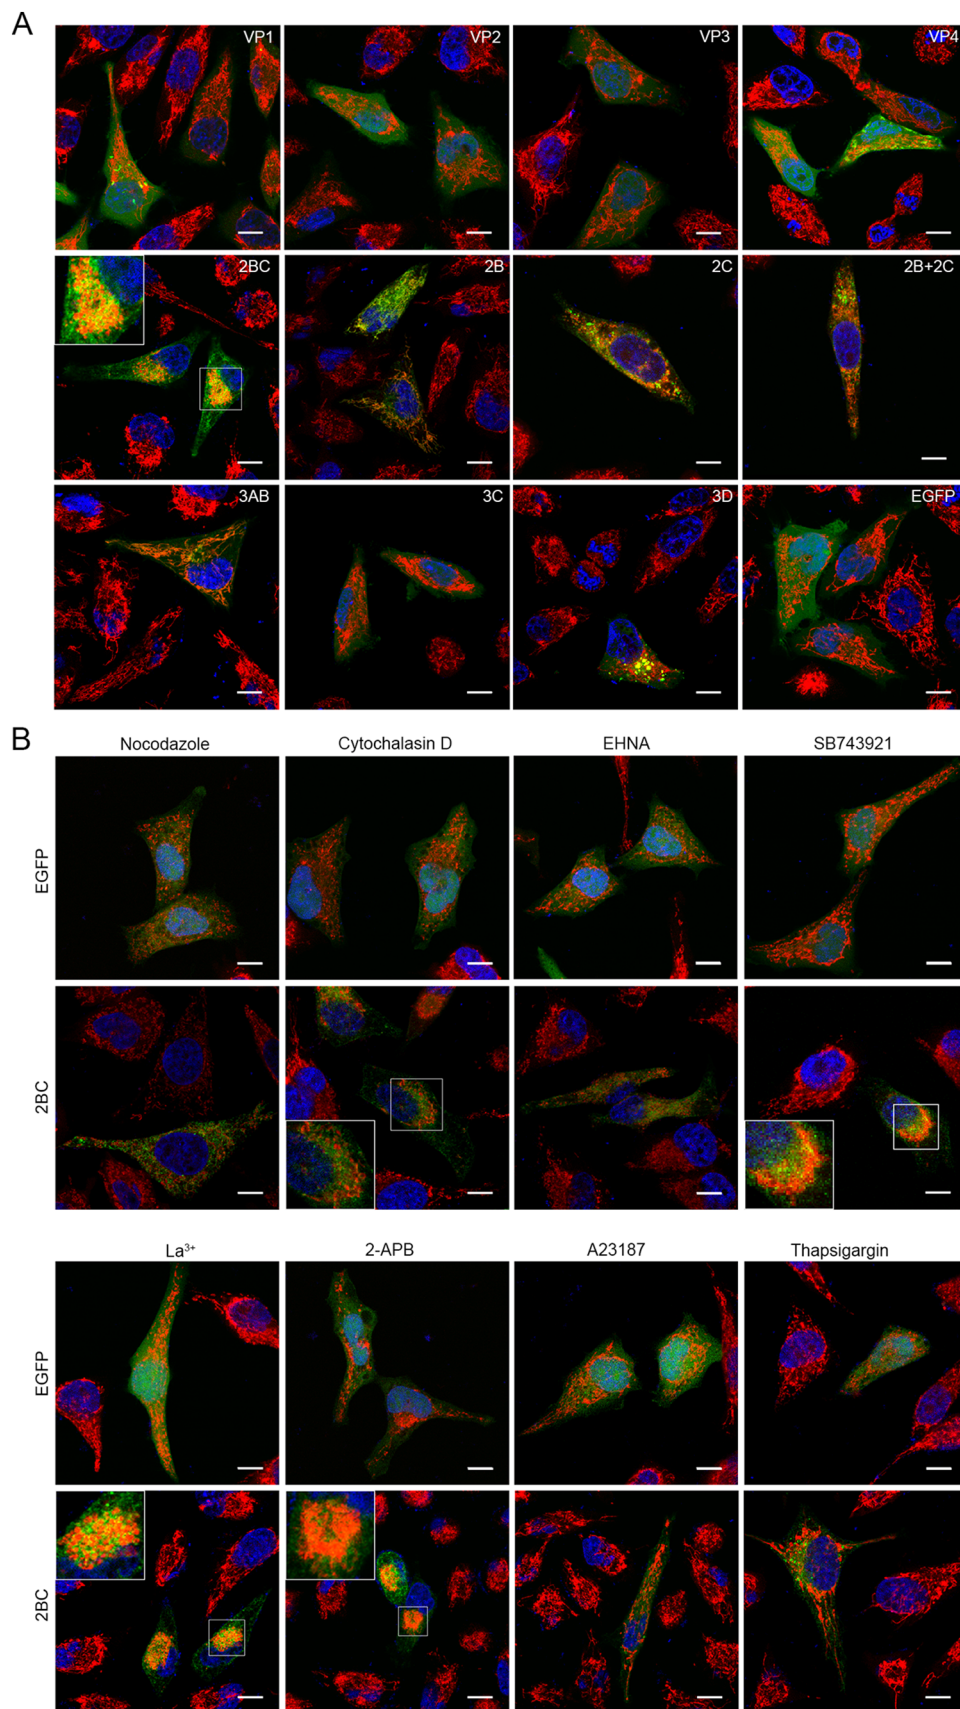 A
VP1
VP2
VP3
VP4
2BC
2B
2C
2B+2C
3AB
3C
3D
EGFP
B
Nocodazole
Cytochalasin D
EHNA
SB743921
EGFP
2BC
La³⁺
2-APB
A23187
Thapsigargin
EGFP
2BC